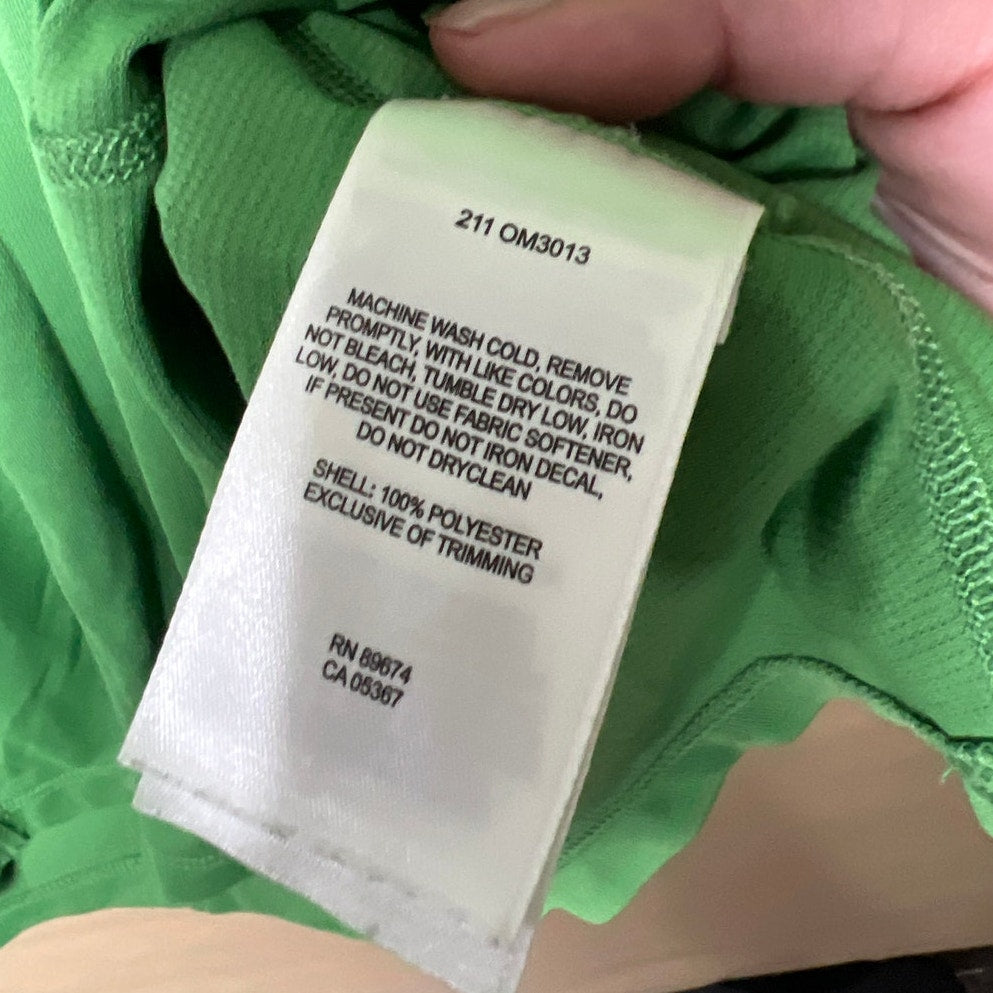 211 OM3013
MACHINE WASH COLD, REMOVE
PROMPTLY, WITH LIKE COLORS, DO
NOT BLEACH, TUMBLE DRY LOW, IRON
LOW, DO NOT USE FABRIC SOFTENER,
IF PRESENT DO NOT IRON DECAL,
DO NOT DRYCLEAN
SHELL: 100% POLYESTER
EXCLUSIVE OF TRIMMING
RN 89674
CA 05367